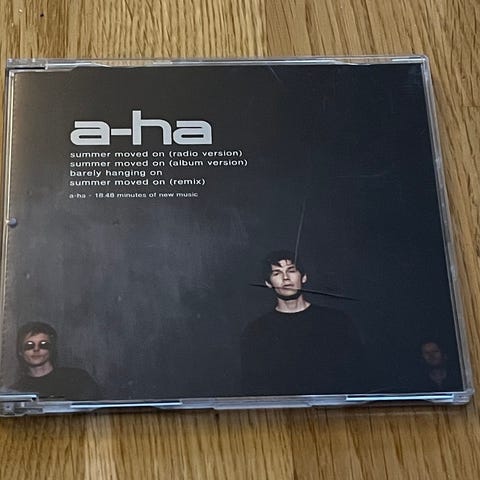 a-ha
summer moved on (radio version)
summer moved on (album version)
barely hanging on
summer moved on (remix)
a-ha - 18:48 minutes of new music